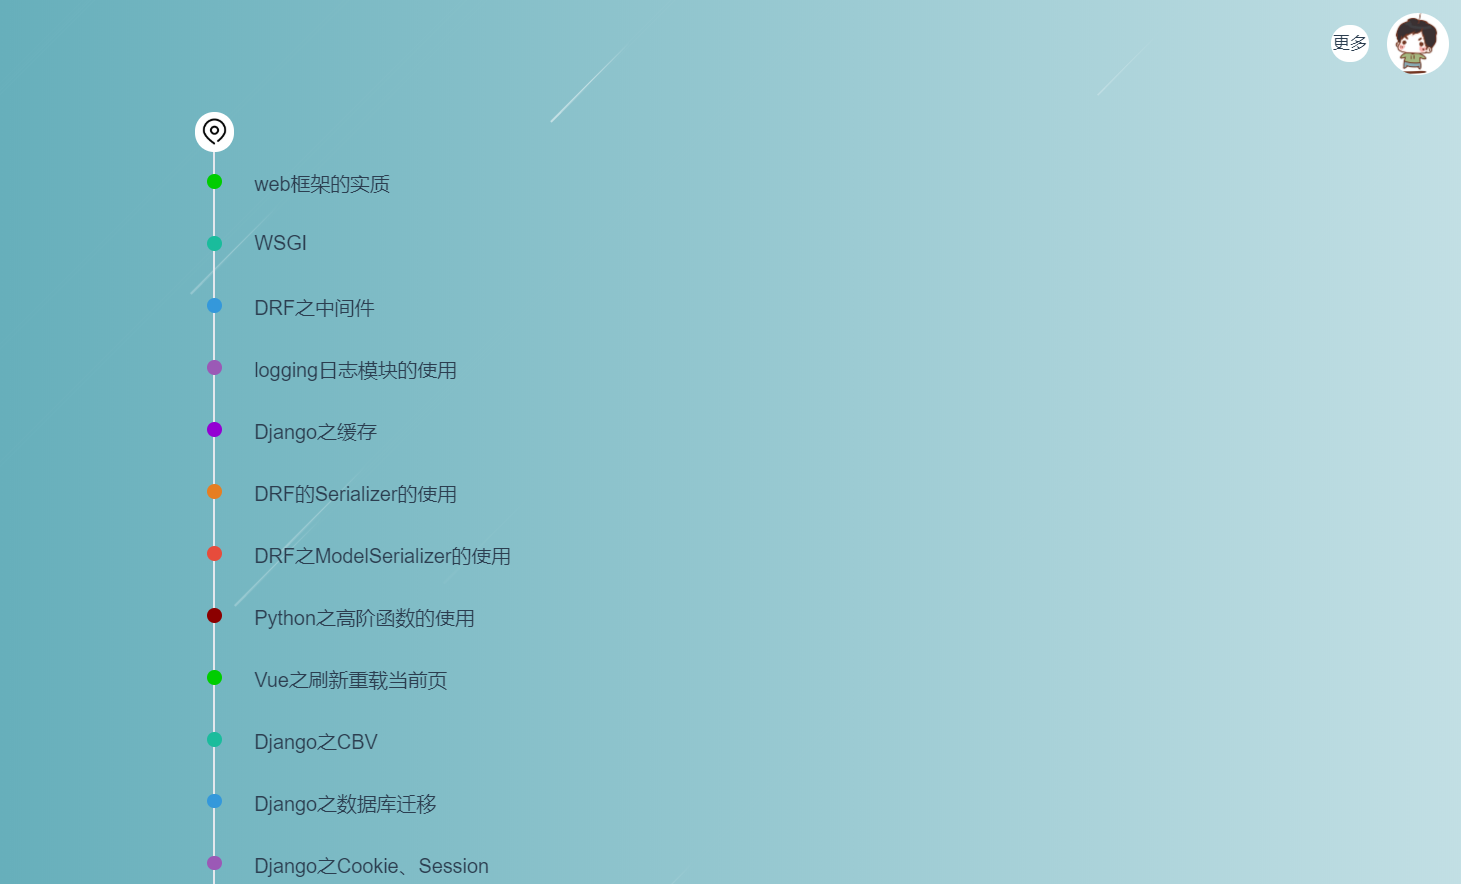 更多
web框架的实质
WSGI
DRF之中间件
logging日志模块的使用
Django之缓存
DRF的Serializer的使用
DRF之ModelSerializer的使用
Python之高阶函数的使用
Vue之刷新重载当前页
Django之CBV
Django之数据库迁移
Django之Cookie、Session